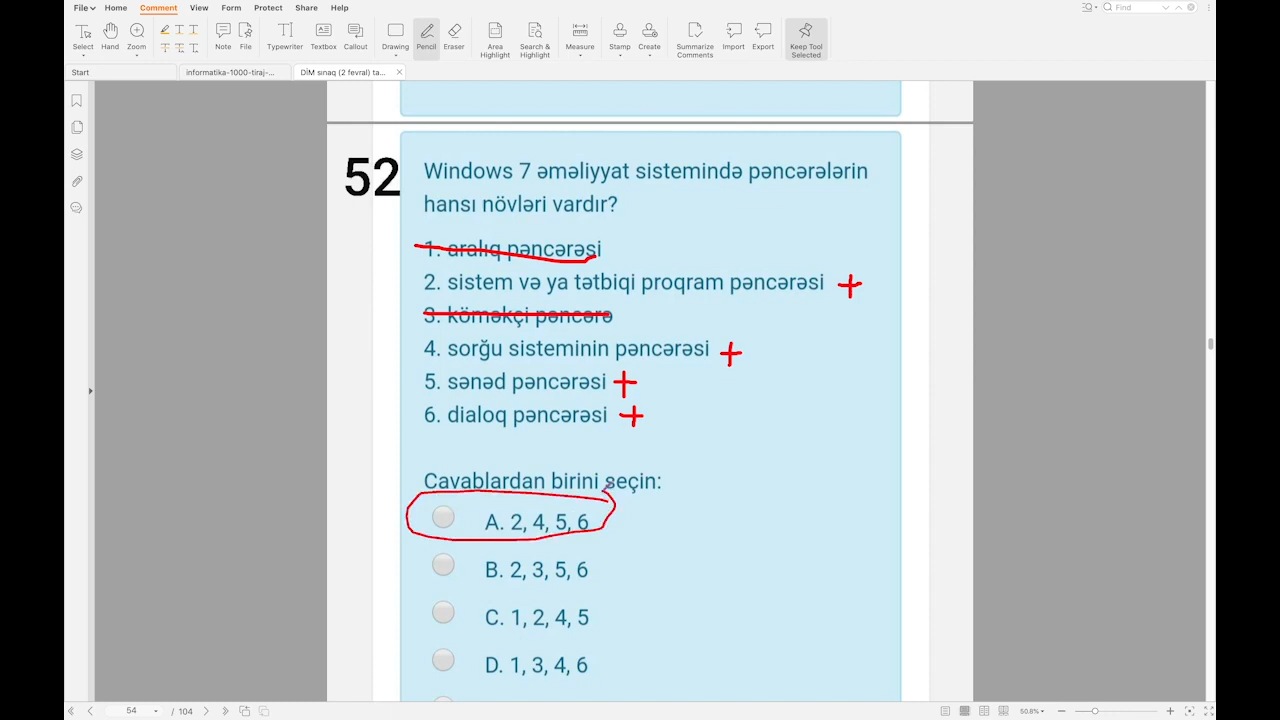 File Home Comment View Form Protect Share Help Find
Select Hand Zoom Note File Typewriter Textbox Callout Drawing Pencil Eraser Area Highlight Search & Highlight Measure Stamp Create Summarize Comments Import Export Keep Tool Selected
Start informatika-1000-tiraj-... DİM sınaq (2 fevral) ta...
52
Windows 7 əməliyyat sistemində pəncərələrin
hansı növləri vardır?
1. aralıq pəncərəsi
2. sistem və ya tətbiqi proqram pəncərəsi +
3. köməkçi pəncərə
4. sorğu sisteminin pəncərəsi +
5. sənəd pəncərəsi +
6. dialoq pəncərəsi +
Cavablardan birini seçin:
A. 2, 4, 5, 6
B. 2, 3, 5, 6
C. 1, 2, 4, 5
D. 1, 3, 4, 6
54 / 104 50.8%